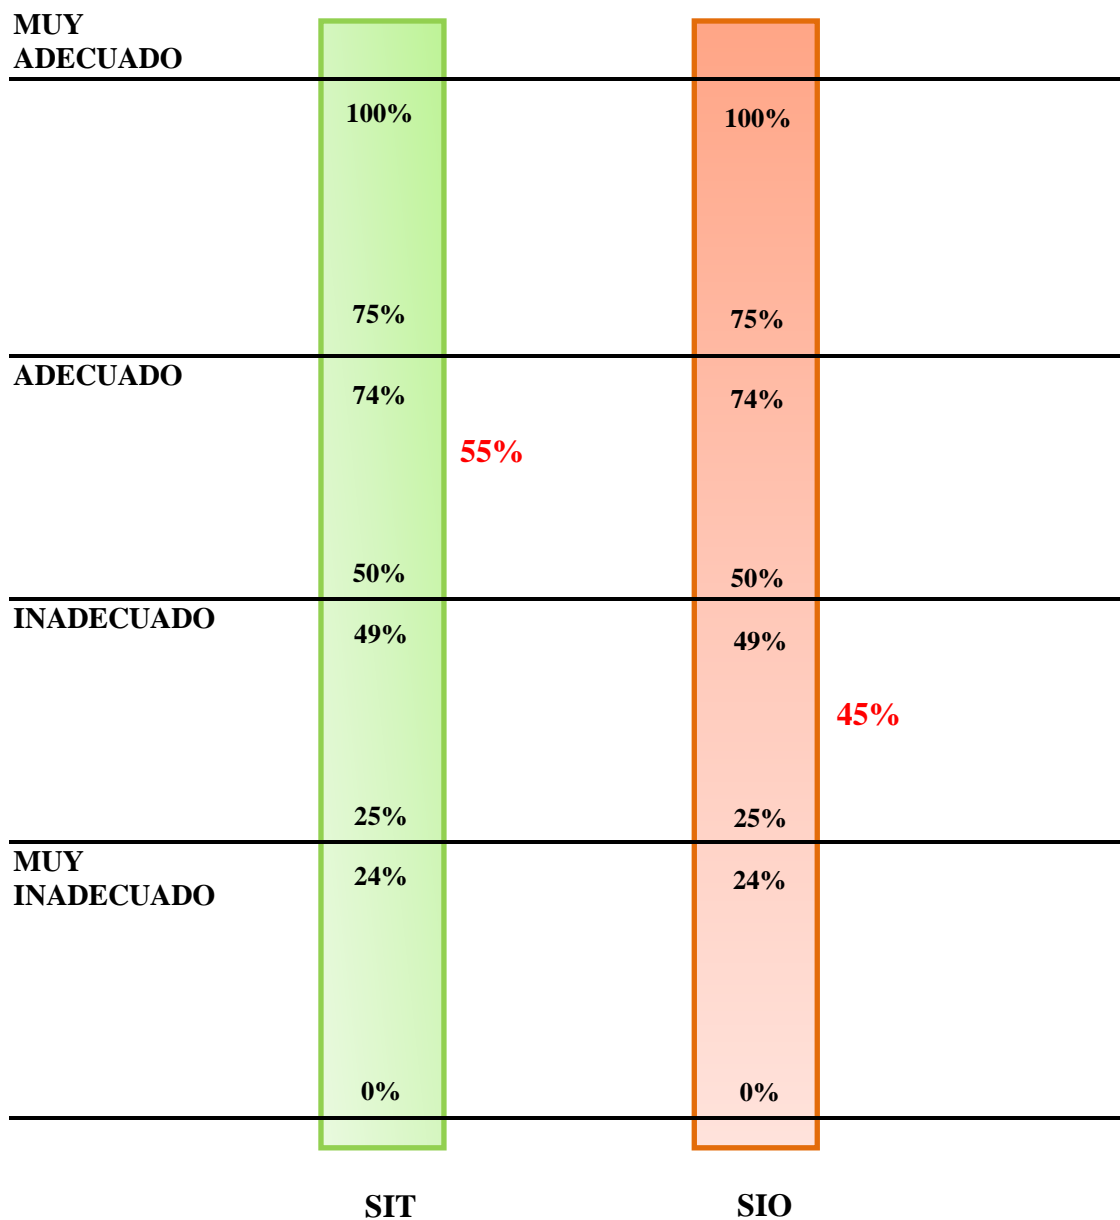 MUY
ADECUADO
100% 100%
75% 75%
ADECUADO
74% 74%
55%
50% 50%
INADECUADO
49% 49%
45%
25% 25%
MUY
INADECUADO
24% 24%
0% 0%
SIT SIO